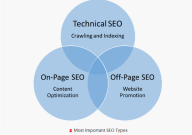 Technical SEO
Crawling and Indexing
On-Page SEO
Content
Optimization
Off-Page SEO
Website
Promotion
Most Important SEO Types